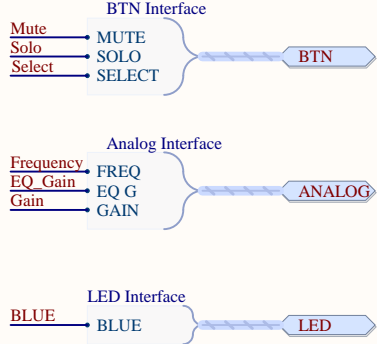 BTN Interface
Mute MUTE
Solo SOLO BTN
Select SELECT
Analog Interface
Frequency FREQ
EQ_Gain EQ G ANALOG
Gain GAIN
LED Interface
BLUE BLUE LED